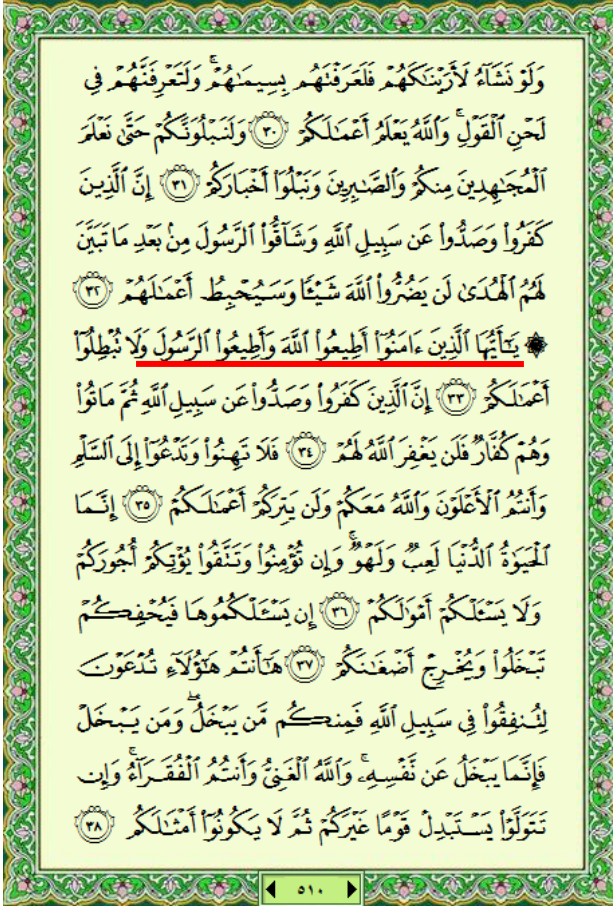 وَلَوْ نَشَآءُ لَأَرَيْنَٰكَهُمْ فَلَعَرَفْتَهُم بِسِيمَٰهُمْ ۚ وَلَتَعْرِفَنَّهُمْ فِى
لَحْنِ ٱلْقَوْلِ ۚ وَٱللَّهُ يَعْلَمُ أَعْمَٰلَكُمْ ٣٠ وَلَنَبْلُوَنَّكُمْ حَتَّىٰ نَعْلَمَ
ٱلْمُجَٰهِدِينَ مِنكُمْ وَٱلصَّٰبِرِينَ وَنَبْلُوَا۟ أَخْبَارَكُمْ ٣١ إِنَّ ٱلَّذِينَ
كَفَرُوا۟ وَصَدُّوا۟ عَن سَبِيلِ ٱللَّهِ وَشَآقُّوا۟ ٱلرَّسُولَ مِنۢ بَعْدِ مَا تَبَيَّنَ
لَهُمُ ٱلْهُدَىٰ لَن يَضُرُّوا۟ ٱللَّهَ شَيْـًٔا وَسَيُحْبِطُ أَعْمَٰلَهُمْ ٣٢
۞ يَٰٓأَيُّهَا ٱلَّذِينَ ءَامَنُوٓا۟ أَطِيعُوا۟ ٱللَّهَ وَأَطِيعُوا۟ ٱلرَّسُولَ وَلَا تُبْطِلُوٓا۟
أَعْمَٰلَكُمْ ٣٣ إِنَّ ٱلَّذِينَ كَفَرُوا۟ وَصَدُّوا۟ عَن سَبِيلِ ٱللَّهِ ثُمَّ مَاتُوا۟
وَهُمْ كُفَّارٌ فَلَن يَغْفِرَ ٱللَّهُ لَهُمْ ٣٤ فَلَا تَهِنُوا۟ وَتَدْعُوٓا۟ إِلَى ٱلسَّلْمِ
وَأَنتُمُ ٱلْأَعْلَوْنَ وَٱللَّهُ مَعَكُمْ وَلَن يَتِرَكُمْ أَعْمَٰلَكُمْ ٣٥ إِنَّمَا
ٱلْحَيَوٰةُ ٱلدُّنْيَا لَعِبٌ وَلَهْوٌ ۚ وَإِن تُؤْمِنُوا۟ وَتَتَّقُوا۟ يُؤْتِكُمْ أُجُورَكُمْ
وَلَا يَسْـَٔلْكُمْ أَمْوَٰلَكُمْ ٣٦ إِن يَسْـَٔلْكُمُوهَا فَيُحْفِكُمْ
تَبْخَلُوا۟ وَيُخْرِجْ أَضْغَٰنَكُمْ ٣٧ هَٰٓأَنتُمْ هَٰٓؤُلَآءِ تُدْعَوْنَ
لِتُنفِقُوا۟ فِى سَبِيلِ ٱللَّهِ فَمِنكُم مَّن يَبْخَلُ ۖ وَمَن يَبْخَلْ
فَإِنَّمَا يَبْخَلُ عَن نَّفْسِهِۦ ۚ وَٱللَّهُ ٱلْغَنِىُّ وَأَنتُمُ ٱلْفُقَرَآءُ ۚ وَإِن
تَتَوَلَّوْا۟ يَسْتَبْدِلْ قَوْمًا غَيْرَكُمْ ثُمَّ لَا يَكُونُوٓا۟ أَمْثَٰلَكُم ٣٨
٥١٠